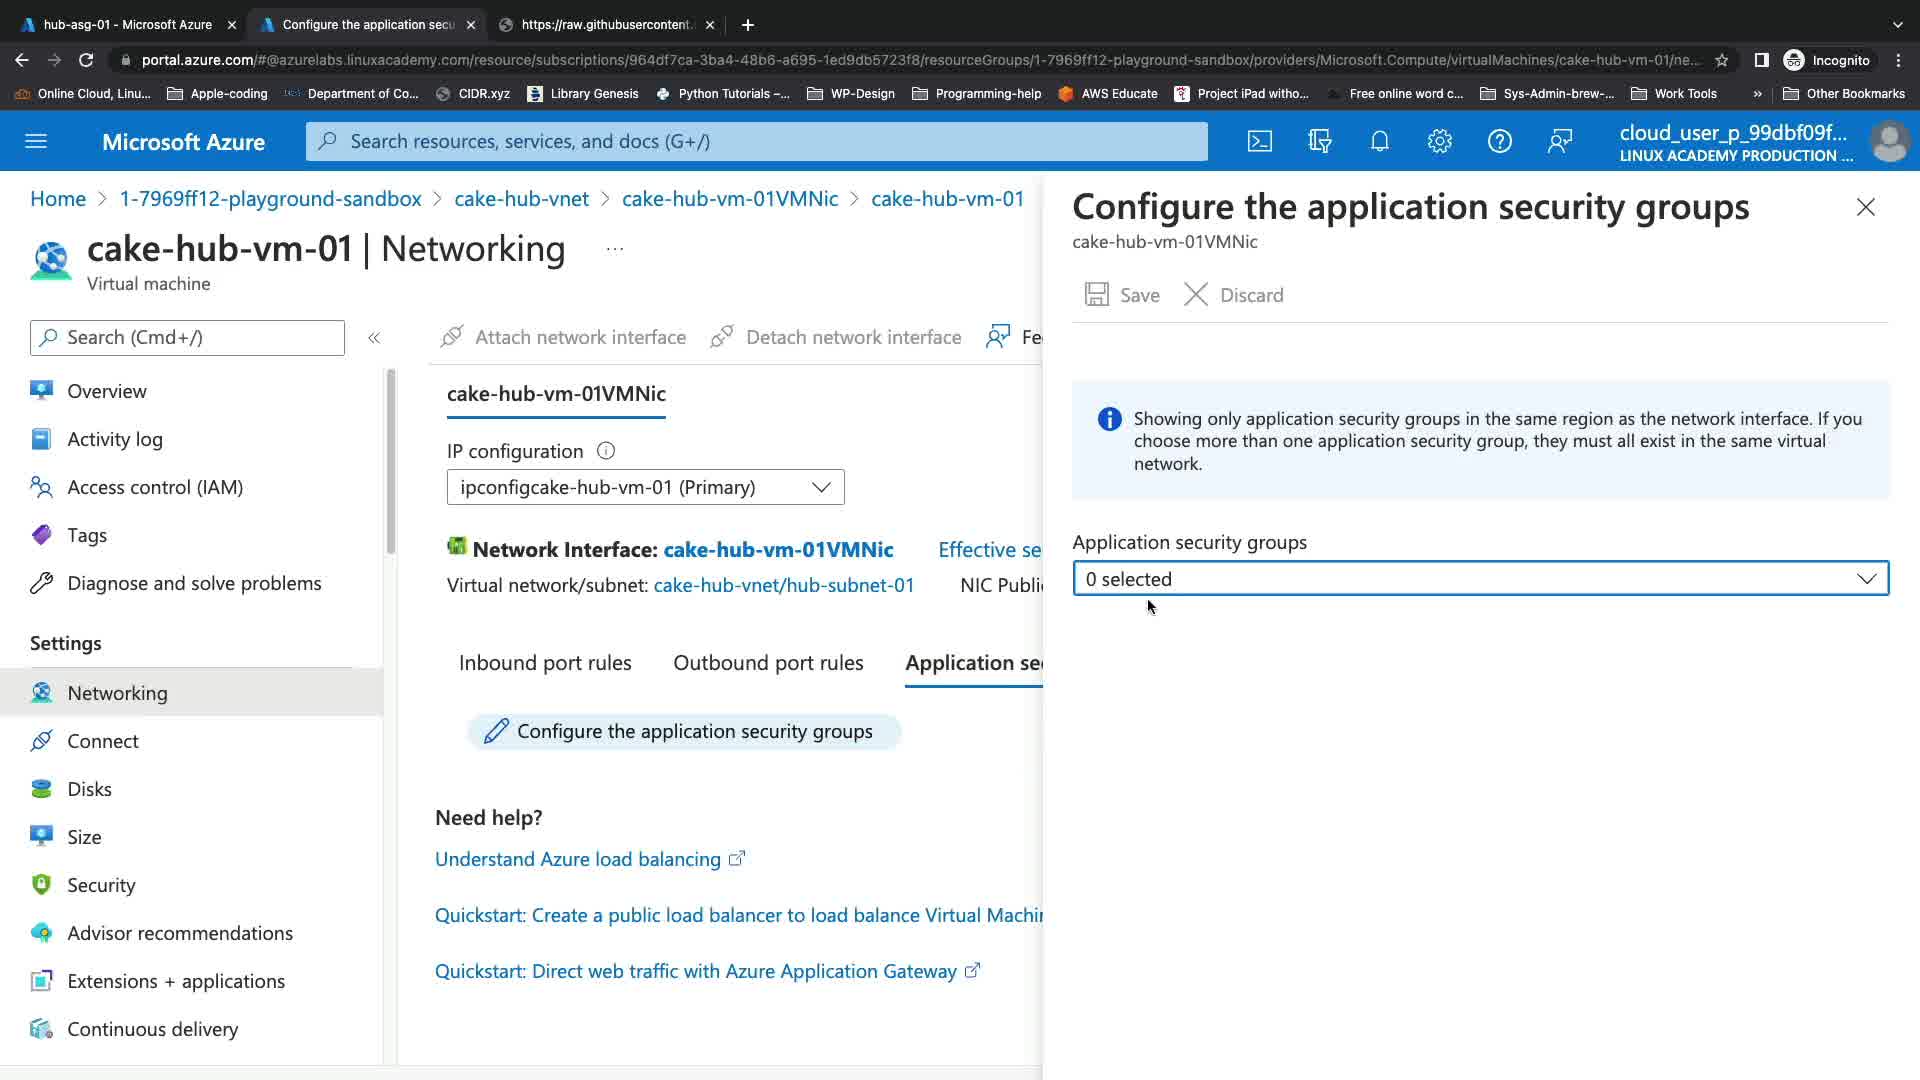 hub-asg-01 - Microsoft Azure
Configure the application secu
https://raw.githubusercontent.
portal.azure.com/#@azurelabs.linuxacademy.com/resource/subscriptions/964df7ca-3ba4-48b6-a695-1ed9db5723f8/resourceGroups/1-7969ff12-playground-sandbox/providers/Microsoft.Compute/virtualMachines/cake-hub-vm-01/ne...
Incognito
Online Cloud, Linu...
Apple-coding
Department of Co...
CIDR.xyz
Library Genesis
Python Tutorials –...
WP-Design
Programming-help
AWS Educate
Project iPad witho...
Free online word c...
Sys-Admin-brew-...
Work Tools
»
Other Bookmarks
Microsoft Azure
Search resources, services, and docs (G+/)
cloud_user_p_99dbf09f...
LINUX ACADEMY PRODUCTION ...
Home > 1-7969ff12-playground-sandbox > cake-hub-vnet > cake-hub-vm-01VMNic > cake-hub-vm-01
cake-hub-vm-01 | Networking ...
Virtual machine
Search (Cmd+/)
«
Overview
Activity log
Access control (IAM)
Tags
Diagnose and solve problems
Settings
Networking
Connect
Disks
Size
Security
Advisor recommendations
Extensions + applications
Continuous delivery
Attach network interface
Detach network interface
Fe
cake-hub-vm-01VMNic
IP configuration
ipconfigcake-hub-vm-01 (Primary)
Network Interface: cake-hub-vm-01VMNic
Effective se
Virtual network/subnet: cake-hub-vnet/hub-subnet-01
NIC Publi
Inbound port rules
Outbound port rules
Application se
Configure the application security groups
Need help?
Understand Azure load balancing
Quickstart: Create a public load balancer to load balance Virtual Machi
Quickstart: Direct web traffic with Azure Application Gateway
Configure the application security groups
cake-hub-vm-01VMNic
Save
Discard
Showing only application security groups in the same region as the network interface. If you
choose more than one application security group, they must all exist in the same virtual
network.
Application security groups
0 selected